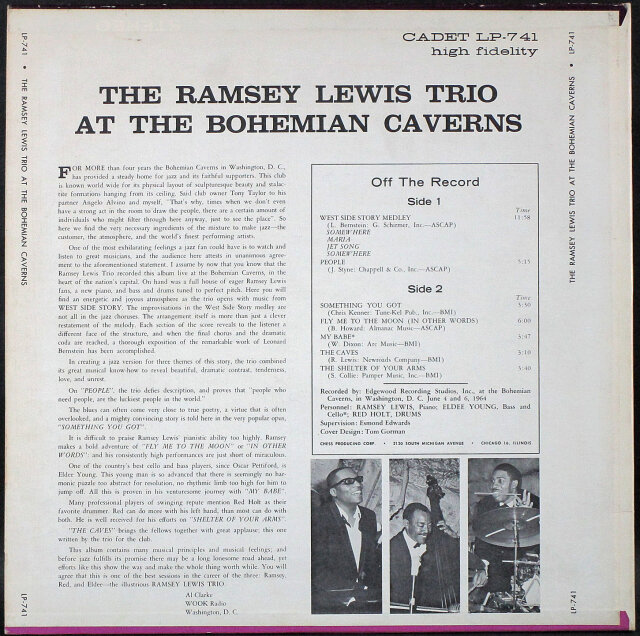 CADET LP-741
high fidelity
THE RAMSEY LEWIS TRIO
AT THE BOHEMIAN CAVERNS
FOR MORE than four years the Bohemian Caverns in Washington, D. C.,
has provided a steady home for jazz and its faithful supporters. This club
is known world wide for its physical layout of sculpturesque beauty and stalac-
tite formations hanging from its ceiling. Said club owner Tony Taylor to his
partner Angelo Alvino and myself, "That's why, times when we don't even
have a strong act in the room to draw the people, there are a certain amount of
individuals who might filter through here anyway, just to see the place". So
here we find the very necessary ingredients of the mixture to make jazz—the
customer, the atmosphere, and the world's finest performing artists.
One of the most exhilarating feelings a jazz fan could have is to watch and
listen to great musicians, and the audience here attests in unanimous agree-
ment to the aforementioned statement. I assume by now that you know that the
Ramsey Lewis Trio recorded this album live at the Bohemian Caverns, in the
heart of the nation's capital. On hand was a full house of eager Ramsey Lewis
fans, a new piano, and bass and drums tuned to perfect pitch. Here you will
find an energetic and joyous atmosphere as the trio opens with music from
WEST SIDE STORY. The improvisations in the West Side Story medley are
not all in the jazz choruses. The arrangement itself is more than just a clever
restatement of the melody. Each section of the score reveals to the listener a
different face of the structure, and when the final chorus and the dramatic
coda are reached, a thorough exposition of the remarkable work of Leonard
Bernstein has been accomplished.
In creating a jazz version for three themes of this story, the trio combined
its great musical know-how to reveal beautiful, dramatic contrast, tenderness,
love, and unrest.
On "PEOPLE", the trio defies description, and proves that "people who
need people, are the luckiest people in the world."
The blues can often come very close to true poetry, a virtue that is often
overlooked, and a mighty convincing story is told here in the very popular opus,
"SOMETHING YOU GOT".
It is difficult to praise Ramsey Lewis' pianistic ability too highly. Ramsey
makes a bold adventure of "FLY ME TO THE MOON" or "IN OTHER
WORDS": and his consistently high performances are just short of miraculous.
One of the country's best cello and bass players, since Oscar Pettiford, is
Eldee Young. This young man is so advanced that there is seemingly no har-
monic puzzle too abstract for resolution, no rhythmic limb too high for him to
jump off. All this is proven in his venturesome journey with "MY BABE".
Many professional players of swinging repute mention Red Holt as their
favorite drummer. Red can do more with his left hand, than most can do with
both. He is well received for his efforts on "SHELTER OF YOUR ARMS".
"THE CAVES" brings the fellows together with great applause; this one
written by the trio for the club.
This album contains many musical principles and musical feelings, and
before jazz fulfills its promise there may be a long lonesome road ahead, yet
efforts like this show the way and make the whole thing worth while. You will
agree that this is one of the best sessions in the career of the three: Ramsey,
Red, and Eldee—the illustrious RAMSEY LEWIS TRIO.
Al Clarke
WOOK Radio
Washington, D. C.
Off The Record
Side 1
Time
WEST SIDE STORY MEDLEY 11:58
(L. Bernstein: G. Schirmer, Inc.—ASCAP)
SOMEWHERE
MARIA
JET SONG
SOMEWHERE
PEOPLE 5:15
(J. Styne: Chappell & Co., Inc.—ASCAP)
Side 2
Time
SOMETHING YOU GOT 5:50
(Chris Kenner: Tune-Kel Pub., Inc.—BMI)
FLY ME TO THE MOON (IN OTHER WORDS) 6:00
(B. Howard: Almanac Music—ASCAP)
MY BABE* 3:47
(W. Dixon: Arc Music—BMI)
THE CAVES 3:10
(R. Lewis: Newroads Company—BMI)
THE SHELTER OF YOUR ARMS 3:40
(S. Collie: Pamper Music, Inc.—BMI)
Recorded by: Edgewood Recording Studios, Inc., at the Bohemian
Caverns, in Washington, D. C. June 4 and 6, 1964
Personnel: RAMSEY LEWIS, Piano; ELDEE YOUNG, Bass and
Cello*; RED HOLT, DRUMS
Supervision: Esmond Edwards
Cover Design: Tom Gorman
CHESS PRODUCING CORP. • 2120 SOUTH MICHIGAN AVENUE • CHICAGO 16, ILLINOIS
LP-741 • THE RAMSEY LEWIS TRIO AT THE BOHEMIAN CAVERNS LP-741
LP-741 • THE RAMSEY LEWIS TRIO AT THE BOHEMIAN CAVERNS LP-741